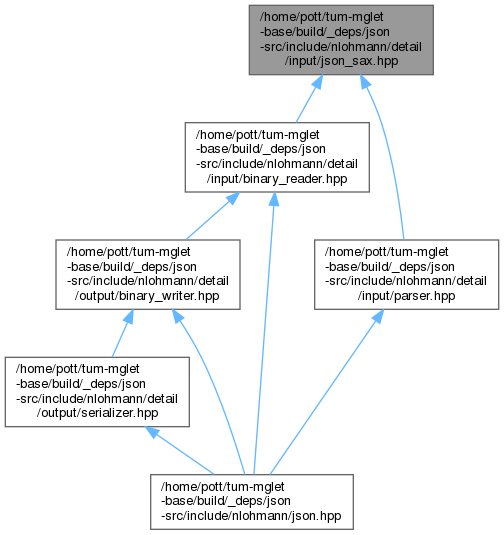 /home/pott/tum-mglet
-base/build/_deps/json
-src/include/nlohmann/detail
/input/json_sax.hpp
/home/pott/tum-mglet
-base/build/_deps/json
-src/include/nlohmann/detail
/input/binary_reader.hpp
/home/pott/tum-mglet
-base/build/_deps/json
-src/include/nlohmann/detail
/output/binary_writer.hpp
/home/pott/tum-mglet
-base/build/_deps/json
-src/include/nlohmann/detail
/input/parser.hpp
/home/pott/tum-mglet
-base/build/_deps/json
-src/include/nlohmann/detail
/output/serializer.hpp
/home/pott/tum-mglet
-base/build/_deps/json
-src/include/nlohmann/json.hpp